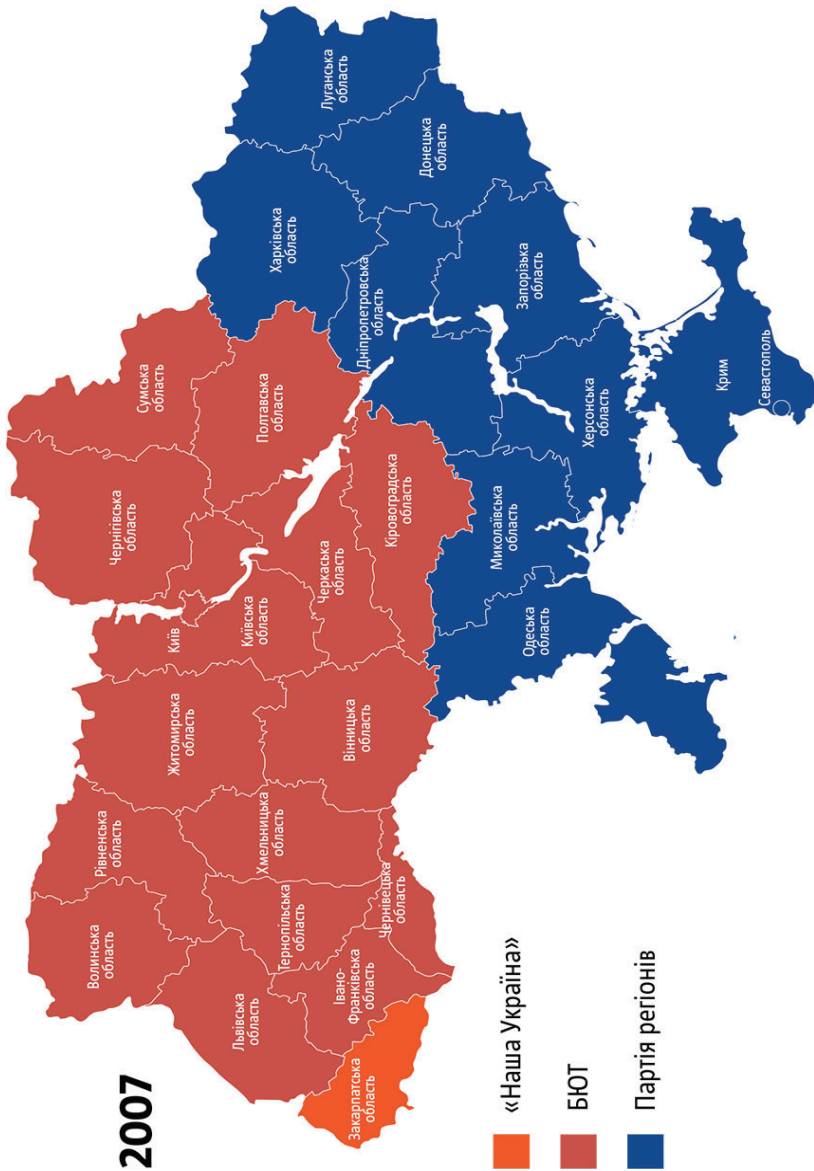 2007
Волинська
область
Рівненська
область
Львівська
область
Тернопільська
область
Хмельницька
область
Івано-
Франківська
область
Закарпатська
область
Чернівецька
область
Житомирська
область
Вінницька
область
Київ
Київська
область
Чернігівська
область
Сумська
область
Полтавська
область
Черкаська
область
Кіровоградська
область
Харківська
область
Луганська
область
Донецька
область
Дніпропетровська
область
Запорізька
область
Херсонська
область
Миколаївська
область
Одеська
область
Крим
Севастополь
«Наша Україна»
БЮТ
Партія регіонів